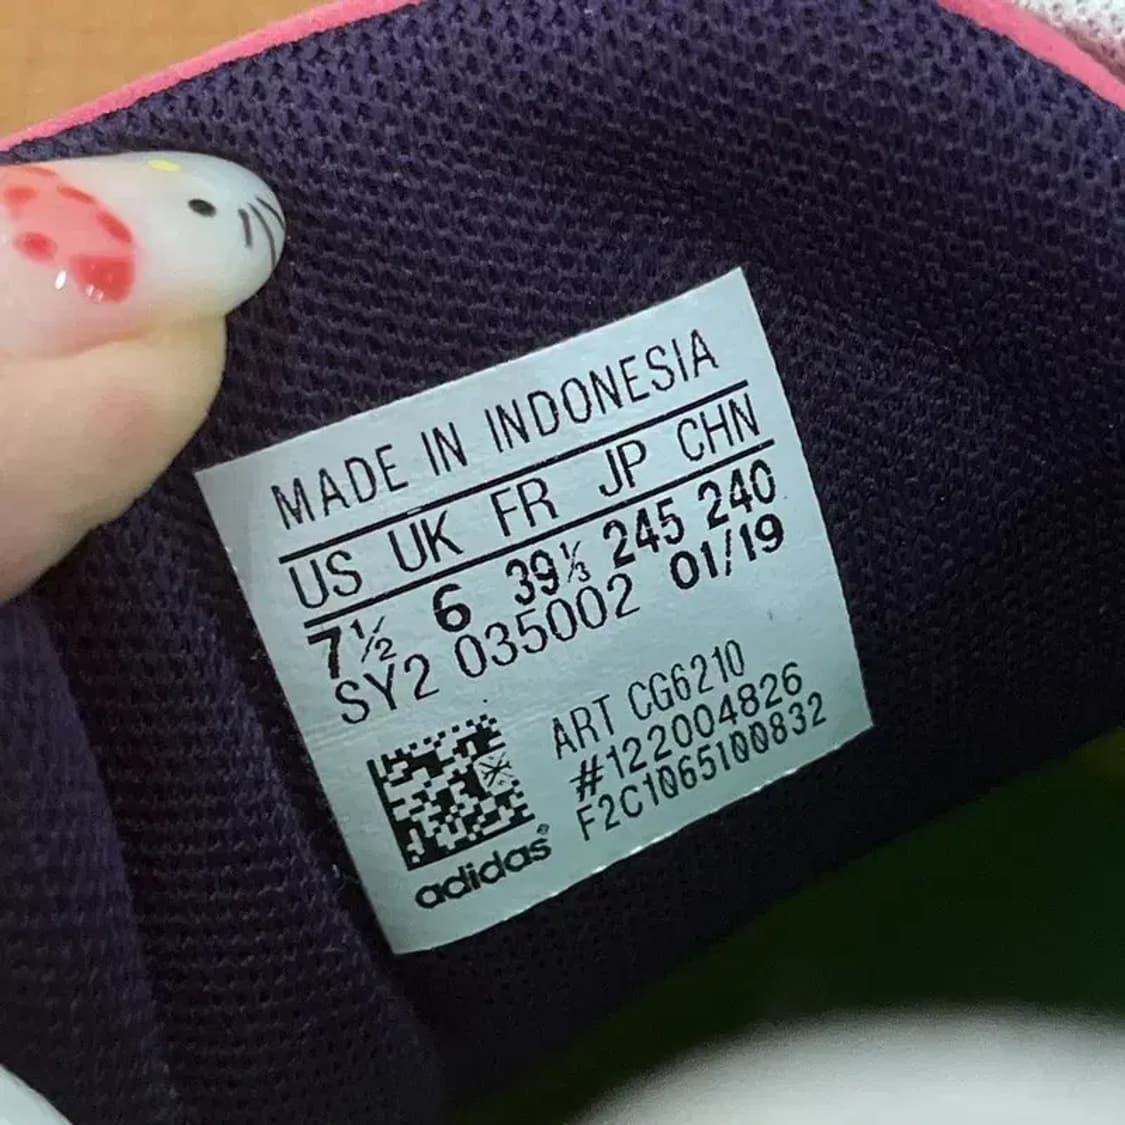 MADE IN INDONESIA
US UK FR JP CHN
7½ 6 39⅓ 245 240
SY2 035002 01/19
ART CG6210
#122004826
F2C1065100832
adidas®